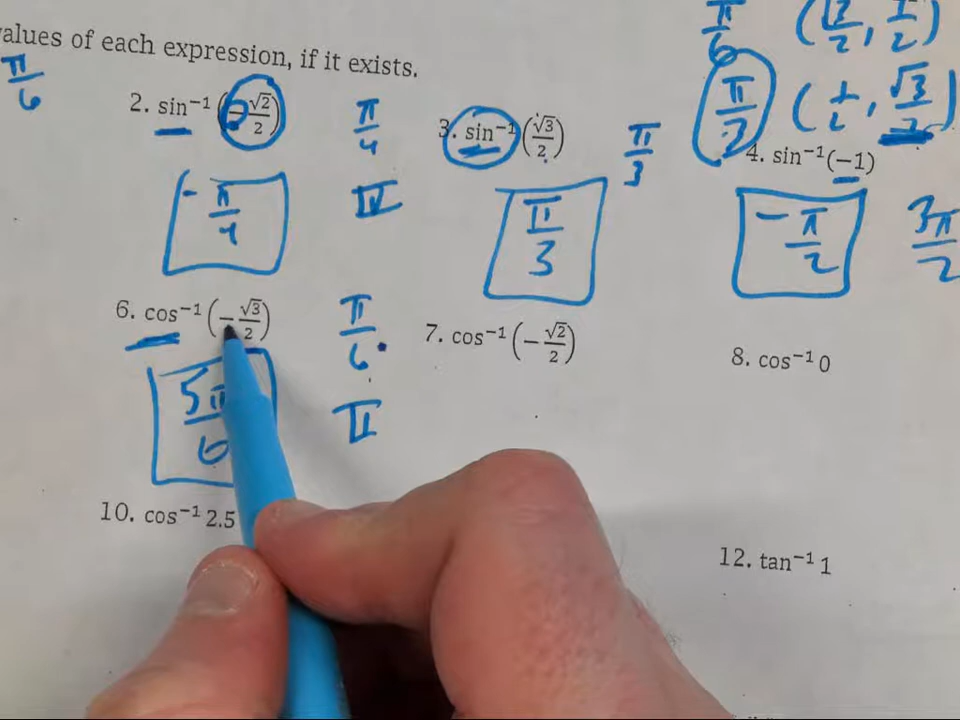 alues of each expression, if it exists.
π/6
π/6 (√3/2, 1/2)
π/3 (1/2, √3/2)
2. sin⁻¹(-√2/2)
π/4
IV
-π/4
3. sin⁻¹(√3/2)
π/3
π/3
4. sin⁻¹(−1)
-π/2
3π/2
6. cos⁻¹(−√3/2)
π/6
II
5π/6
7. cos⁻¹(−√2/2)
8. cos⁻¹ 0
10. cos⁻¹ 2.5
12. tan⁻¹ 1